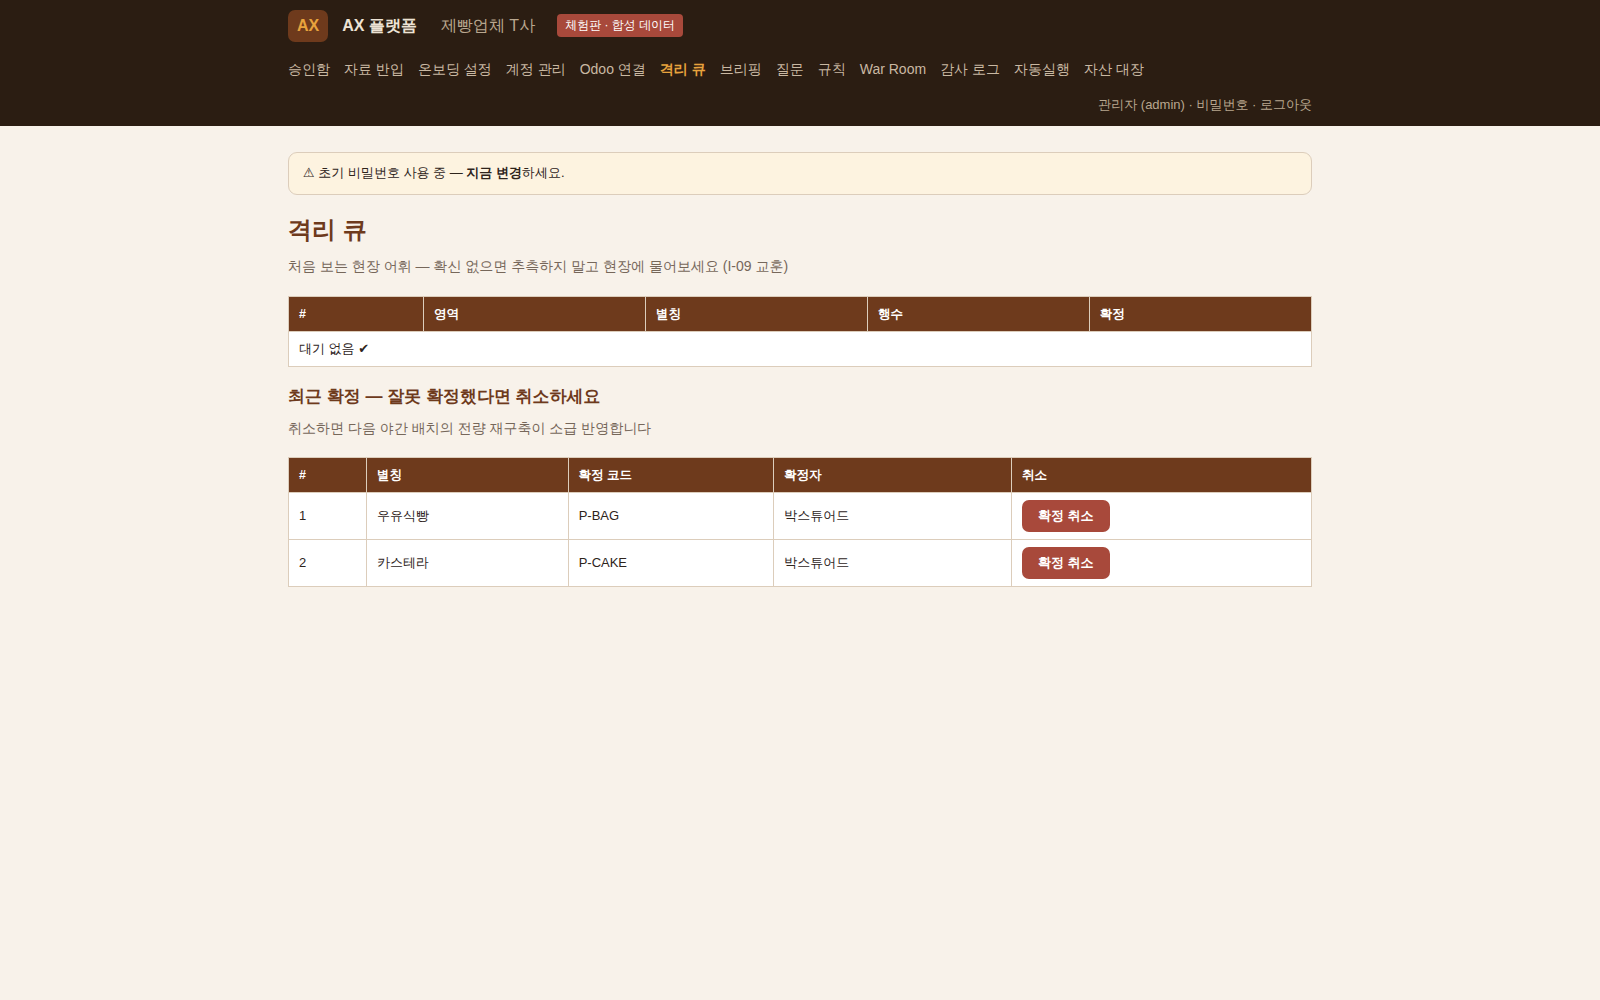 AX AX 플랫폼 제빵업체 T사 체험판 · 합성 데이터
승인함 자료 반입 온보딩 설정 계정 관리 Odoo 연결 격리 큐 브리핑 질문 규칙 War Room 감사 로그 자동실행 자산 대장
관리자 (admin) · 비밀번호 · 로그아웃
⚠ 초기 비밀번호 사용 중 — 지금 변경하세요.
격리 큐
처음 보는 현장 어휘 — 확신 없으면 추측하지 말고 현장에 물어보세요 (I-09 교훈)
# 영역 별칭 행수 확정
대기 없음 ✔
최근 확정 — 잘못 확정했다면 취소하세요
취소하면 다음 야간 배치의 전량 재구축이 소급 반영합니다
# 별칭 확정 코드 확정자 취소
1 우유식빵 P-BAG 박스튜어드 확정 취소
2 카스테라 P-CAKE 박스튜어드 확정 취소